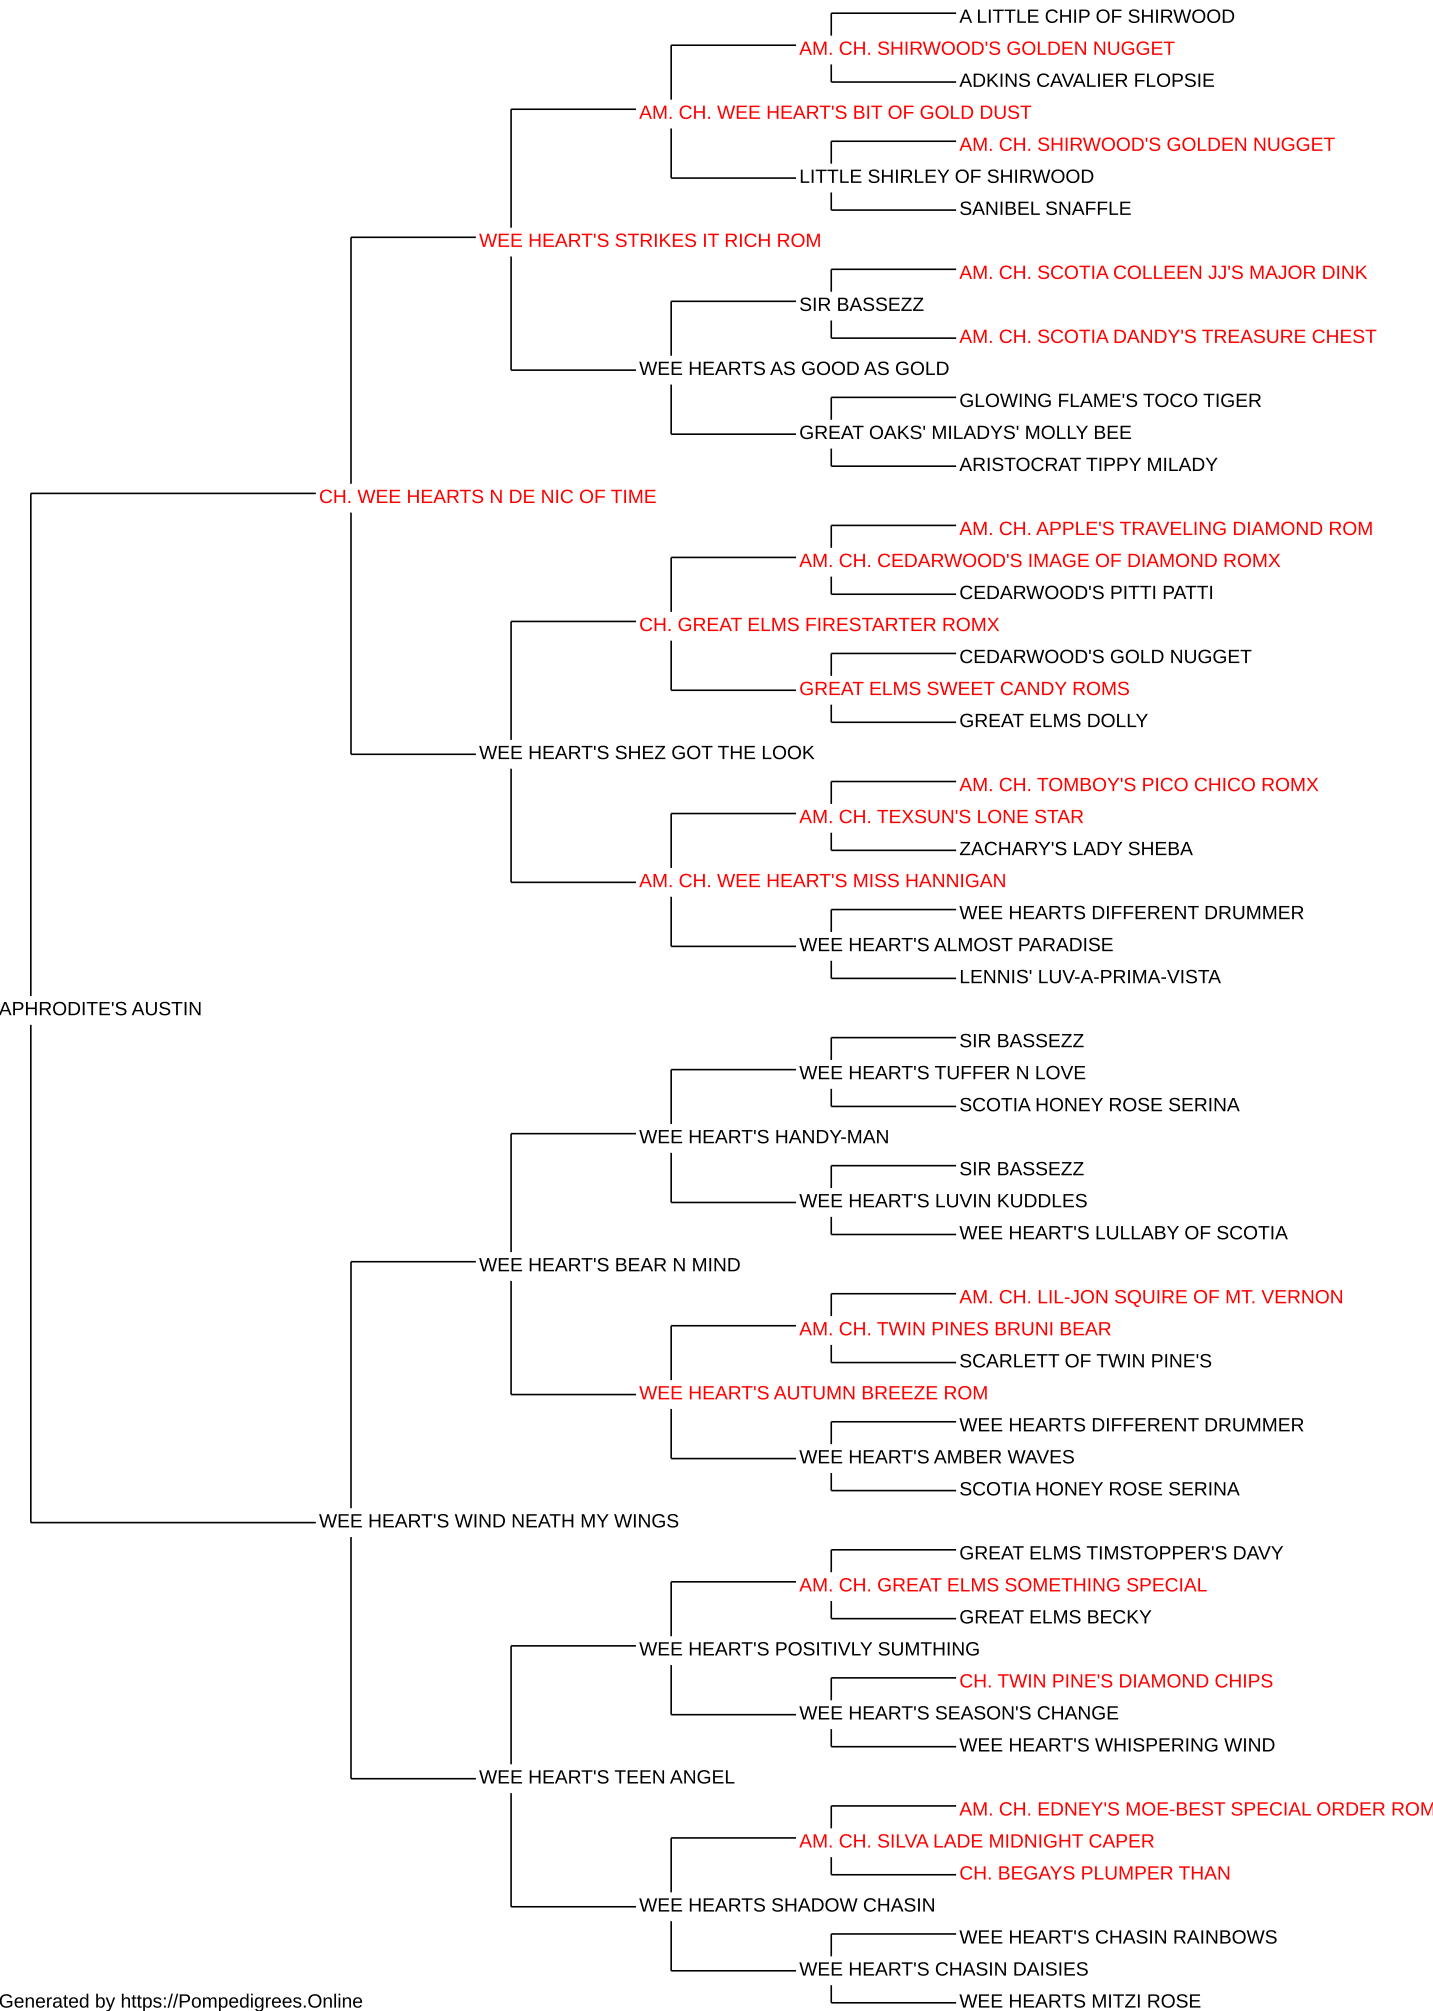 A LITTLE CHIP OF SHIRWOOD
AM. CH. SHIRWOOD'S GOLDEN NUGGET
ADKINS CAVALIER FLOPSIE
AM. CH. WEE HEART'S BIT OF GOLD DUST
AM. CH. SHIRWOOD'S GOLDEN NUGGET
LITTLE SHIRLEY OF SHIRWOOD
SANIBEL SNAFFLE
WEE HEART'S STRIKES IT RICH ROM
AM. CH. SCOTIA COLLEEN JJ'S MAJOR DINK
SIR BASSEZZ
AM. CH. SCOTIA DANDY'S TREASURE CHEST
WEE HEARTS AS GOOD AS GOLD
GLOWING FLAME'S TOCO TIGER
GREAT OAKS' MILADYS' MOLLY BEE
ARISTOCRAT TIPPY MILADY
CH. WEE HEARTS N DE NIC OF TIME
AM. CH. APPLE'S TRAVELING DIAMOND ROM
AM. CH. CEDARWOOD'S IMAGE OF DIAMOND ROMX
CEDARWOOD'S PITTI PATTI
CH. GREAT ELMS FIRESTARTER ROMX
CEDARWOOD'S GOLD NUGGET
GREAT ELMS SWEET CANDY ROMS
GREAT ELMS DOLLY
WEE HEART'S SHEZ GOT THE LOOK
AM. CH. TOMBOY'S PICO CHICO ROMX
AM. CH. TEXSUN'S LONE STAR
ZACHARY'S LADY SHEBA
AM. CH. WEE HEART'S MISS HANNIGAN
WEE HEARTS DIFFERENT DRUMMER
WEE HEART'S ALMOST PARADISE
LENNIS' LUV-A-PRIMA-VISTA
APHRODITE'S AUSTIN
SIR BASSEZZ
WEE HEART'S TUFFER N LOVE
SCOTIA HONEY ROSE SERINA
WEE HEART'S HANDY-MAN
SIR BASSEZZ
WEE HEART'S LUVIN KUDDLES
WEE HEART'S LULLABY OF SCOTIA
WEE HEART'S BEAR N MIND
AM. CH. LIL-JON SQUIRE OF MT. VERNON
AM. CH. TWIN PINES BRUNI BEAR
SCARLETT OF TWIN PINE'S
WEE HEART'S AUTUMN BREEZE ROM
WEE HEARTS DIFFERENT DRUMMER
WEE HEART'S AMBER WAVES
SCOTIA HONEY ROSE SERINA
WEE HEART'S WIND NEATH MY WINGS
GREAT ELMS TIMSTOPPER'S DAVY
AM. CH. GREAT ELMS SOMETHING SPECIAL
GREAT ELMS BECKY
WEE HEART'S POSITIVLY SUMTHING
CH. TWIN PINE'S DIAMOND CHIPS
WEE HEART'S SEASON'S CHANGE
WEE HEART'S WHISPERING WIND
WEE HEART'S TEEN ANGEL
AM. CH. EDNEY'S MOE-BEST SPECIAL ORDER ROM
AM. CH. SILVA LADE MIDNIGHT CAPER
CH. BEGAYS PLUMPER THAN
WEE HEARTS SHADOW CHASIN
WEE HEART'S CHASIN RAINBOWS
WEE HEART'S CHASIN DAISIES
WEE HEARTS MITZI ROSE
Generated by https://Pompedigrees.Online